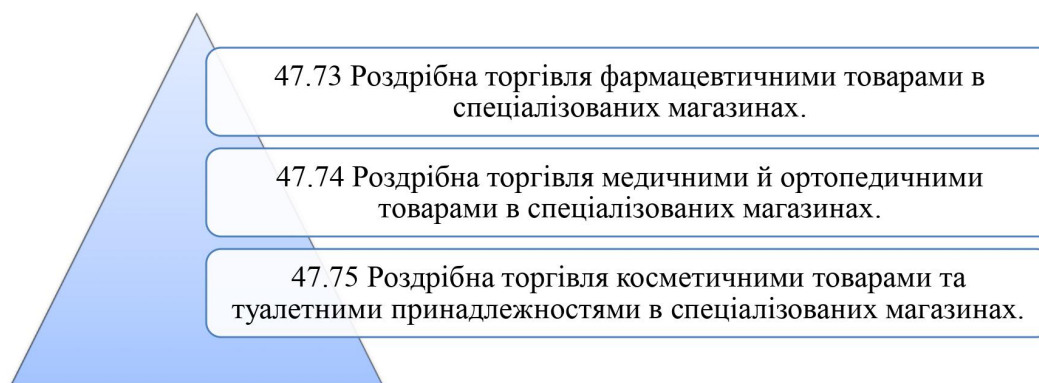 47.73 Роздрібна торгівля фармацевтичними товарами в
спеціалізованих магазинах.
47.74 Роздрібна торгівля медичними й ортопедичними
товарами в спеціалізованих магазинах.
47.75 Роздрібна торгівля косметичними товарами та
туалетними принадлежностями в спеціалізованих магазинах.